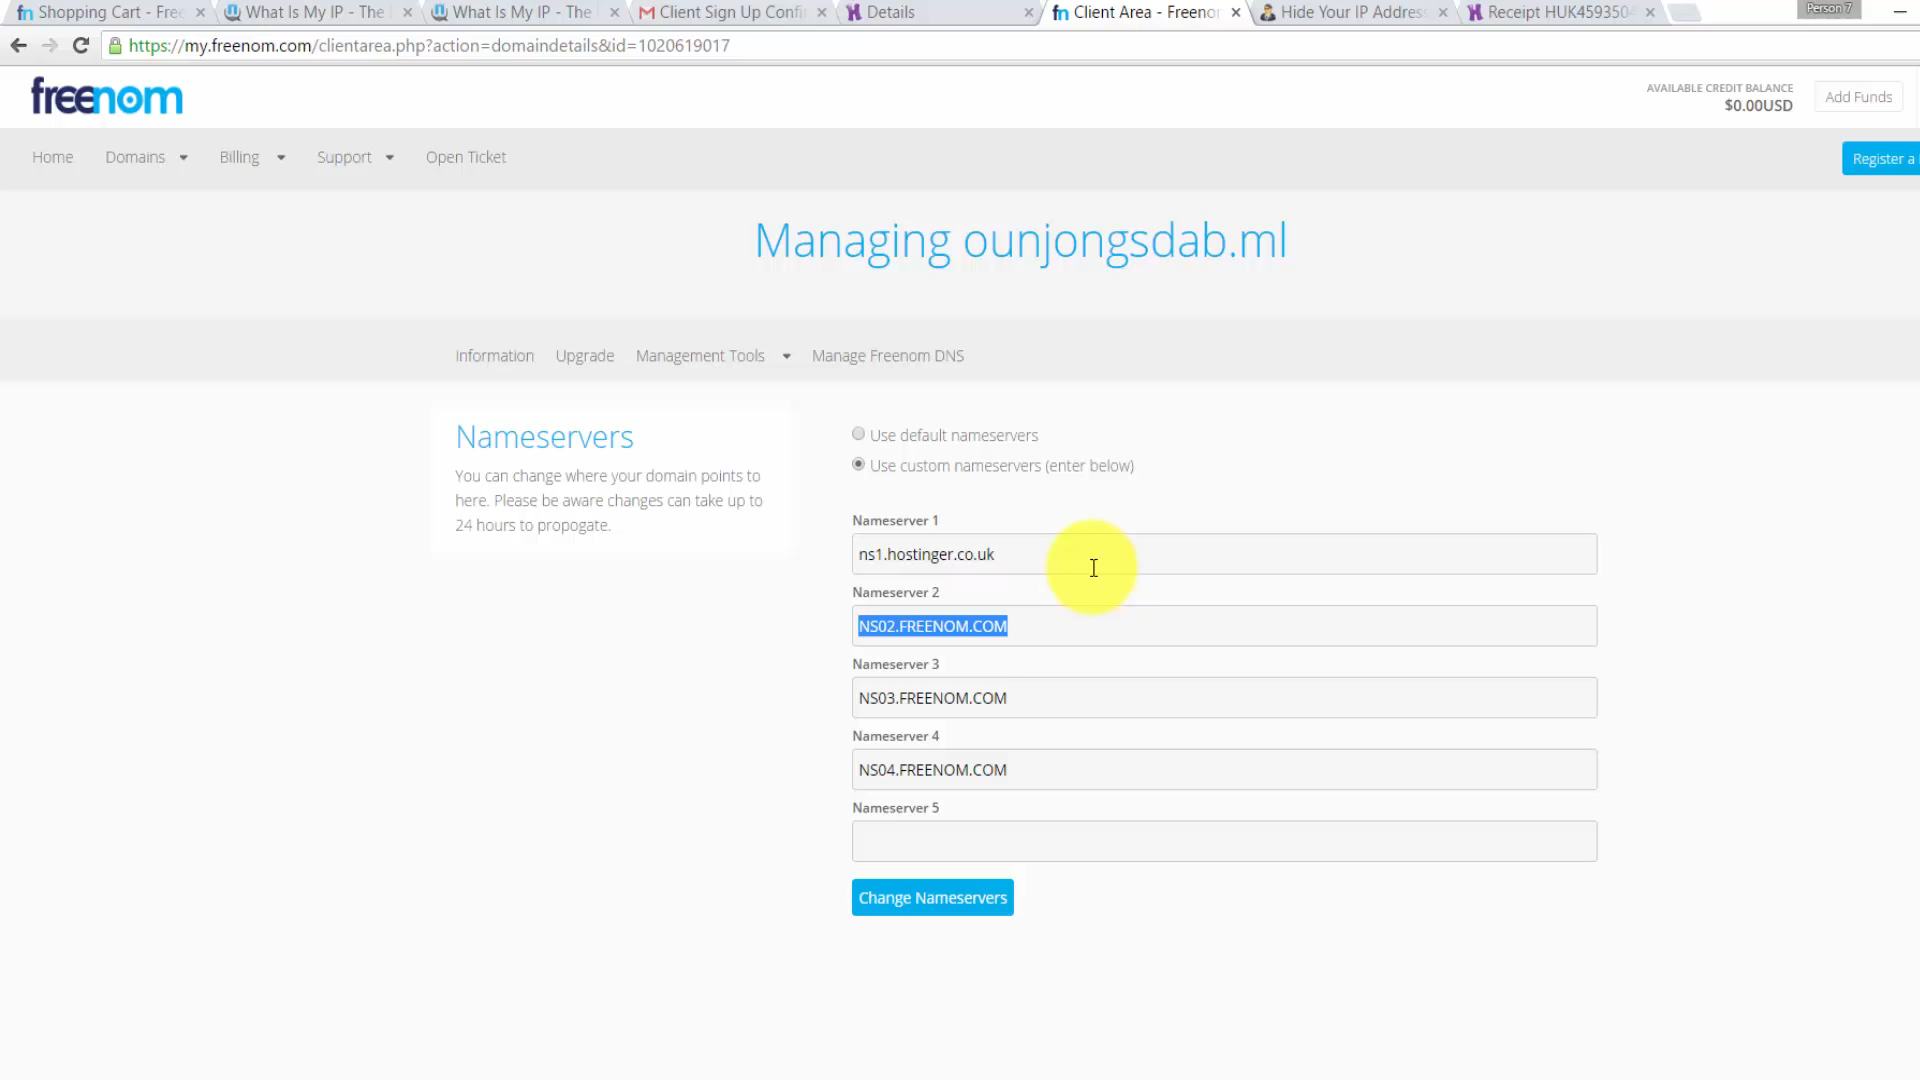 Shopping Cart - Free
What Is My IP - The
What Is My IP - The
Client Sign Up Confi
Details
Client Area - Freenom
Hide Your IP Address
Receipt HUK4593504
Person 7
https://my.freenom.com/clientarea.php?action=domaindetails&id=1020619017
freenom
AVAILABLE CREDIT BALANCE
$0.00USD
Add Funds
Home
Domains
Billing
Support
Open Ticket
Register a
Managing ounjongsdab.ml
Information
Upgrade
Management Tools
Manage Freenom DNS
Nameservers
You can change where your domain points to
here. Please be aware changes can take up to
24 hours to propogate.
Use default nameservers
Use custom nameservers (enter below)
Nameserver 1
ns1.hostinger.co.uk
Nameserver 2
NS02.FREENOM.COM
Nameserver 3
NS03.FREENOM.COM
Nameserver 4
NS04.FREENOM.COM
Nameserver 5
Change Nameservers